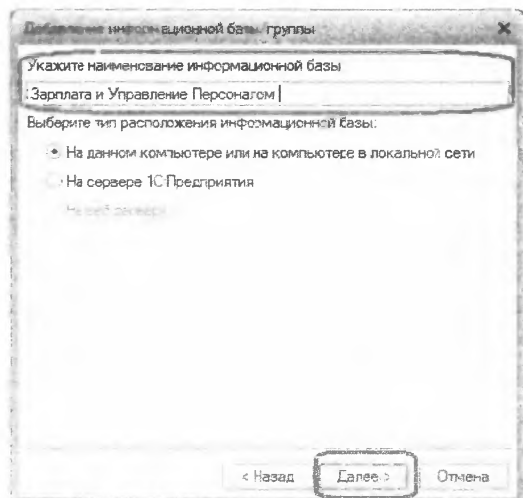 Добавление информационной базы, группы
Укажите наименование информационной базы
Зарплата и Управление Персоналом
Выберите тип расположения информационной базы:
На данном компьютере или на компьютере в локальной сети
На сервере 1С:Предприятия
На веб-сервере
< Назад
Далее >
Отмена